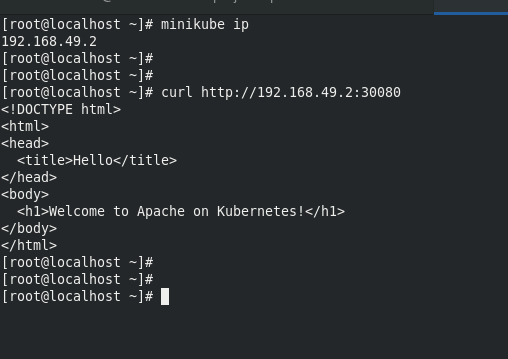 [root@localhost ~]# minikube ip
192.168.49.2
[root@localhost ~]#
[root@localhost ~]#
[root@localhost ~]# curl http://192.168.49.2:30080
<!DOCTYPE html>
<html>
<head>
  <title>Hello</title>
</head>
<body>
  <h1>Welcome to Apache on Kubernetes!</h1>
</body>
</html>
[root@localhost ~]#
[root@localhost ~]#
[root@localhost ~]#